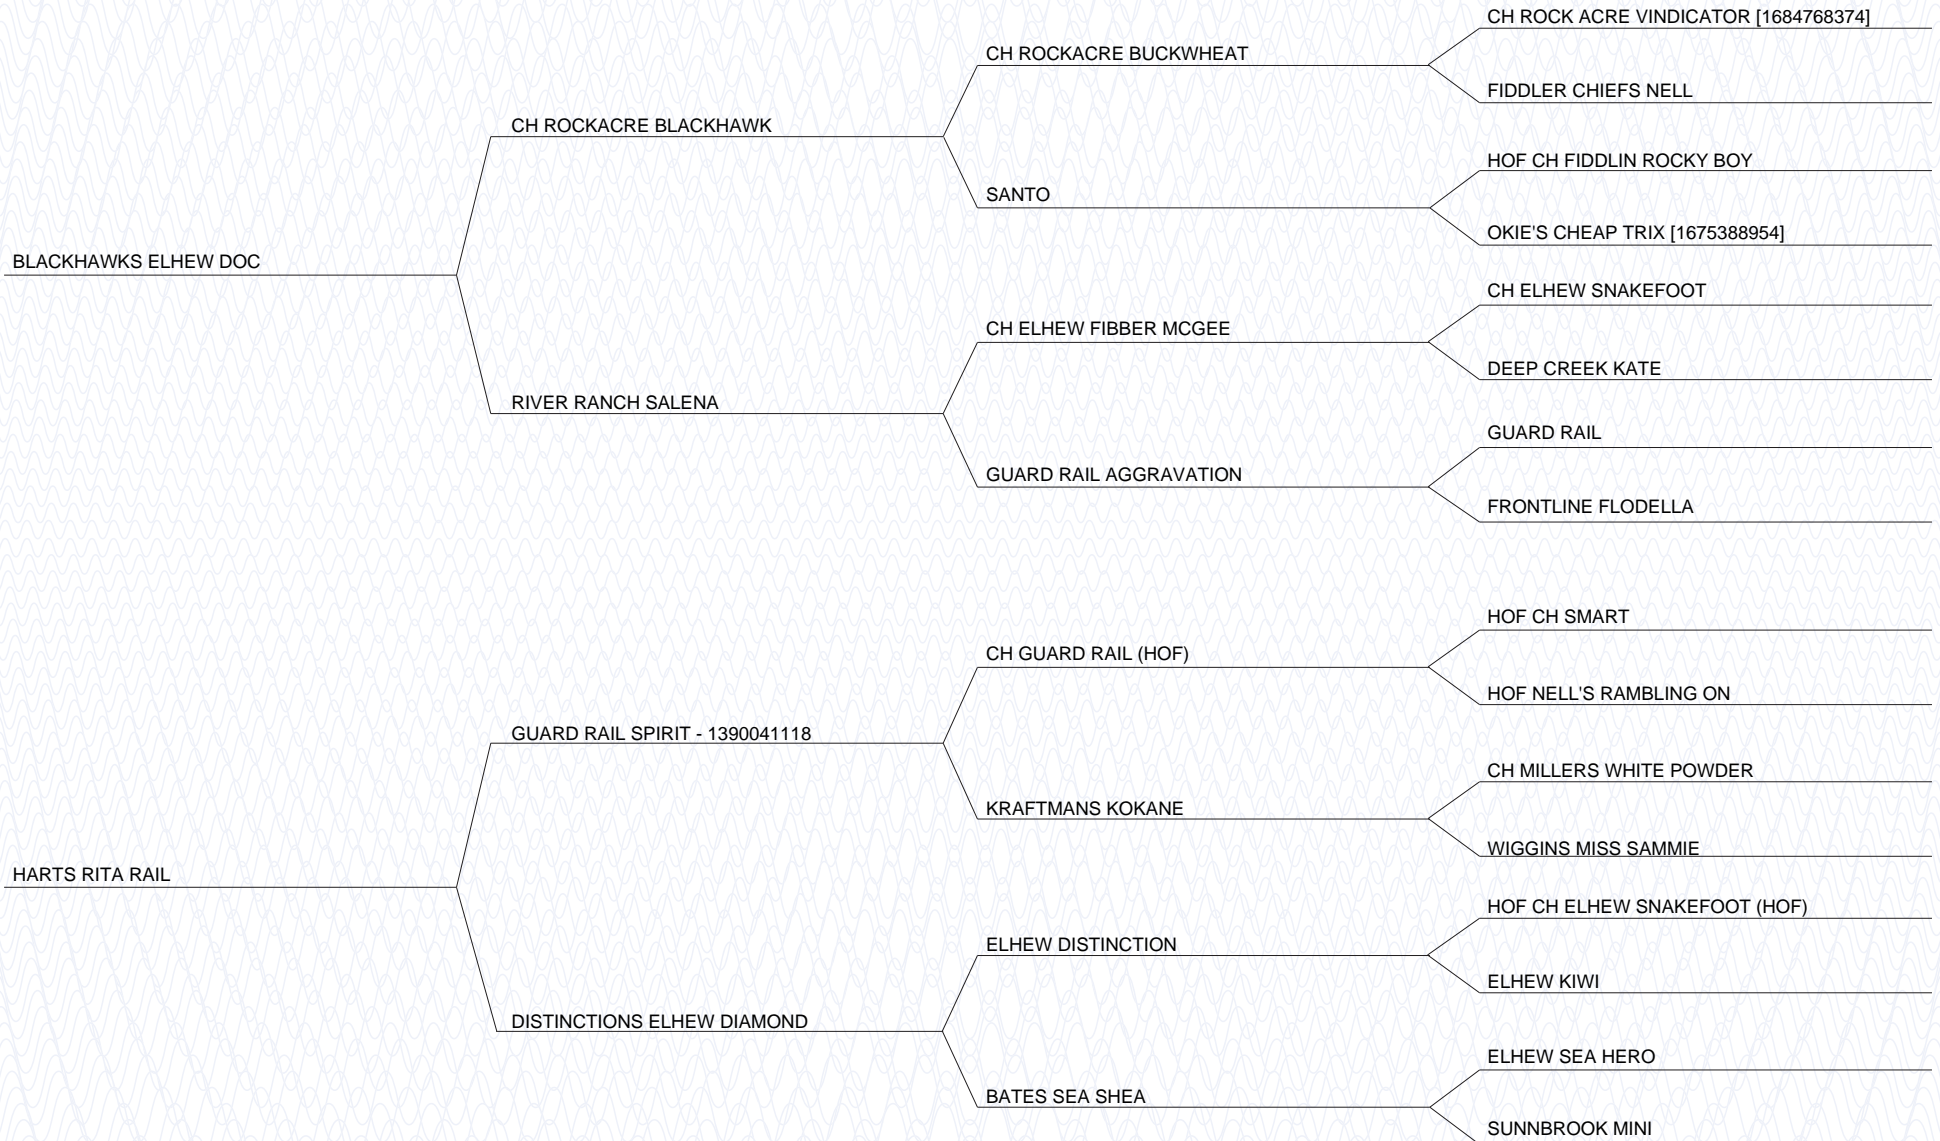 CH ROCK ACRE VINDICATOR [1684768374]
CH ROCKACRE BUCKWHEAT
FIDDLER CHIEFS NELL
CH ROCKACRE BLACKHAWK
HOF CH FIDDLIN ROCKY BOY
SANTO
OKIE'S CHEAP TRIX [1675388954]
BLACKHAWKS ELHEW DOC
CH ELHEW SNAKEFOOT
CH ELHEW FIBBER MCGEE
DEEP CREEK KATE
RIVER RANCH SALENA
GUARD RAIL
GUARD RAIL AGGRAVATION
FRONTLINE FLODELLA
HOF CH SMART
CH GUARD RAIL (HOF)
HOF NELL'S RAMBLING ON
GUARD RAIL SPIRIT - 1390041118
CH MILLERS WHITE POWDER
KRAFTMANS KOKANE
WIGGINS MISS SAMMIE
HARTS RITA RAIL
HOF CH ELHEW SNAKEFOOT (HOF)
ELHEW DISTINCTION
ELHEW KIWI
DISTINCTIONS ELHEW DIAMOND
ELHEW SEA HERO
BATES SEA SHEA
SUNNBROOK MINI